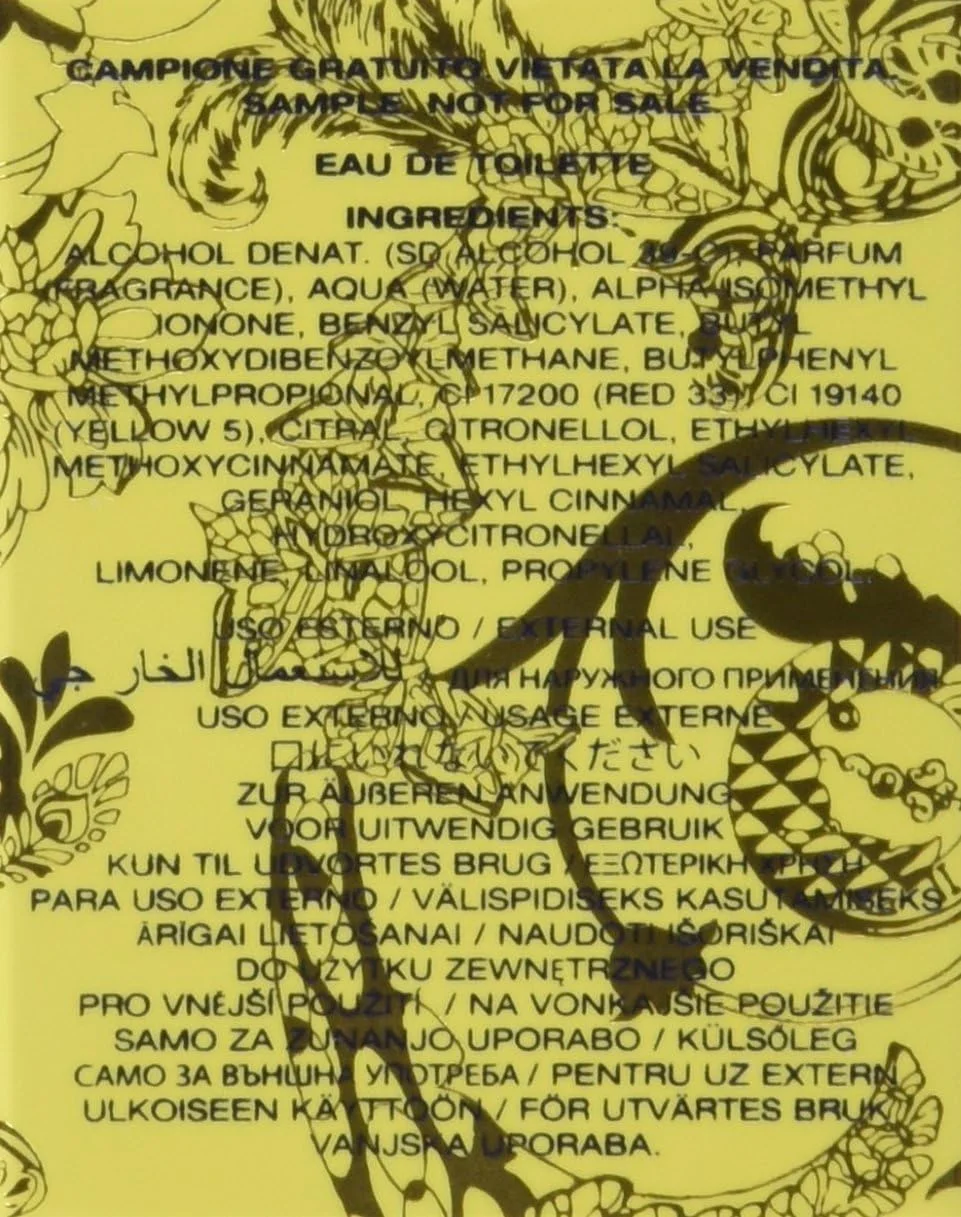 CAMPIONE GRATUITO. VIETATA LA VENDITA.
SAMPLE. NOT FOR SALE
EAU DE TOILETTE
INGREDIENTS:
ALCOHOL DENAT. (SD ALCOHOL 39-C), PARFUM
(FRAGRANCE), AQUA (WATER), ALPHA-ISOMETHYL
IONONE, BENZYL SALICYLATE, BUTYL
METHOXYDIBENZOYLMETHANE, BUTYLPHENYL
METHYLPROPIONAL, CI 17200 (RED 33), CI 19140
(YELLOW 5), CITRAL, CITRONELLOL, ETHYLHEXYL
METHOXYCINNAMATE, ETHYLHEXYL SALICYLATE,
GERANIOL, HEXYL CINNAMAL,
HYDROXYCITRONELLAL,
LIMONENE, LINALOOL, PROPYLENE GLYCOL.
USO ESTERNO / EXTERNAL USE
للاستعمال الخار جي / ДЛЯ НАРУЖНОГО ПРИМЕНЕНИЯ
USO EXTERNO / USAGE EXTERNE
口にいれないでください
ZUR ÄUßEREN ANWENDUNG
VOOR UITWENDIG GEBRUIK
KUN TIL UDVORTES BRUG / ΕΞΩΤΕΡΙΚΗ ΧΡΗΣΗ
PARA USO EXTERNO / VÄLISPIDISEKS KASUTAMISEKS
ĀRĪGAI LIETOŠANAI / NAUDOTI IŠORIŠKAI
DO UŻYTKU ZEWNĘTRZNEGO
PRO VNĚJŠÍ POUŽITÍ / NA VONKAJŠIE POUŽITIE
SAMO ZA ZUNANJO UPORABO / KÜLSŐLEG
САМО ЗА ВЪНШНА УПОТРЕБА / PENTRU UZ EXTERN
ULKOISEEN KÄYTTÖÖN / FÖR UTVÄRTES BRUK
VANJSKA UPORABA.